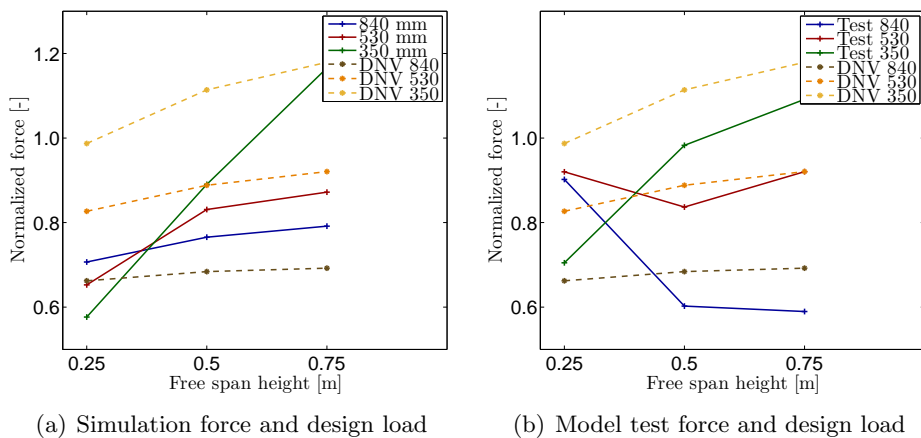 840 mm
530 mm
350 mm
DNV 840
DNV 530
DNV 350
1.2
1.0
0.8
0.6
Normalized force [-]
0.25
0.5
0.75
Free span height [m]
(a) Simulation force and design load
Test 840
Test 530
Test 350
DNV 840
DNV 530
DNV 350
1.2
1.0
0.8
0.6
Normalized force [-]
0.25
0.5
0.75
Free span height [m]
(b) Model test force and design load